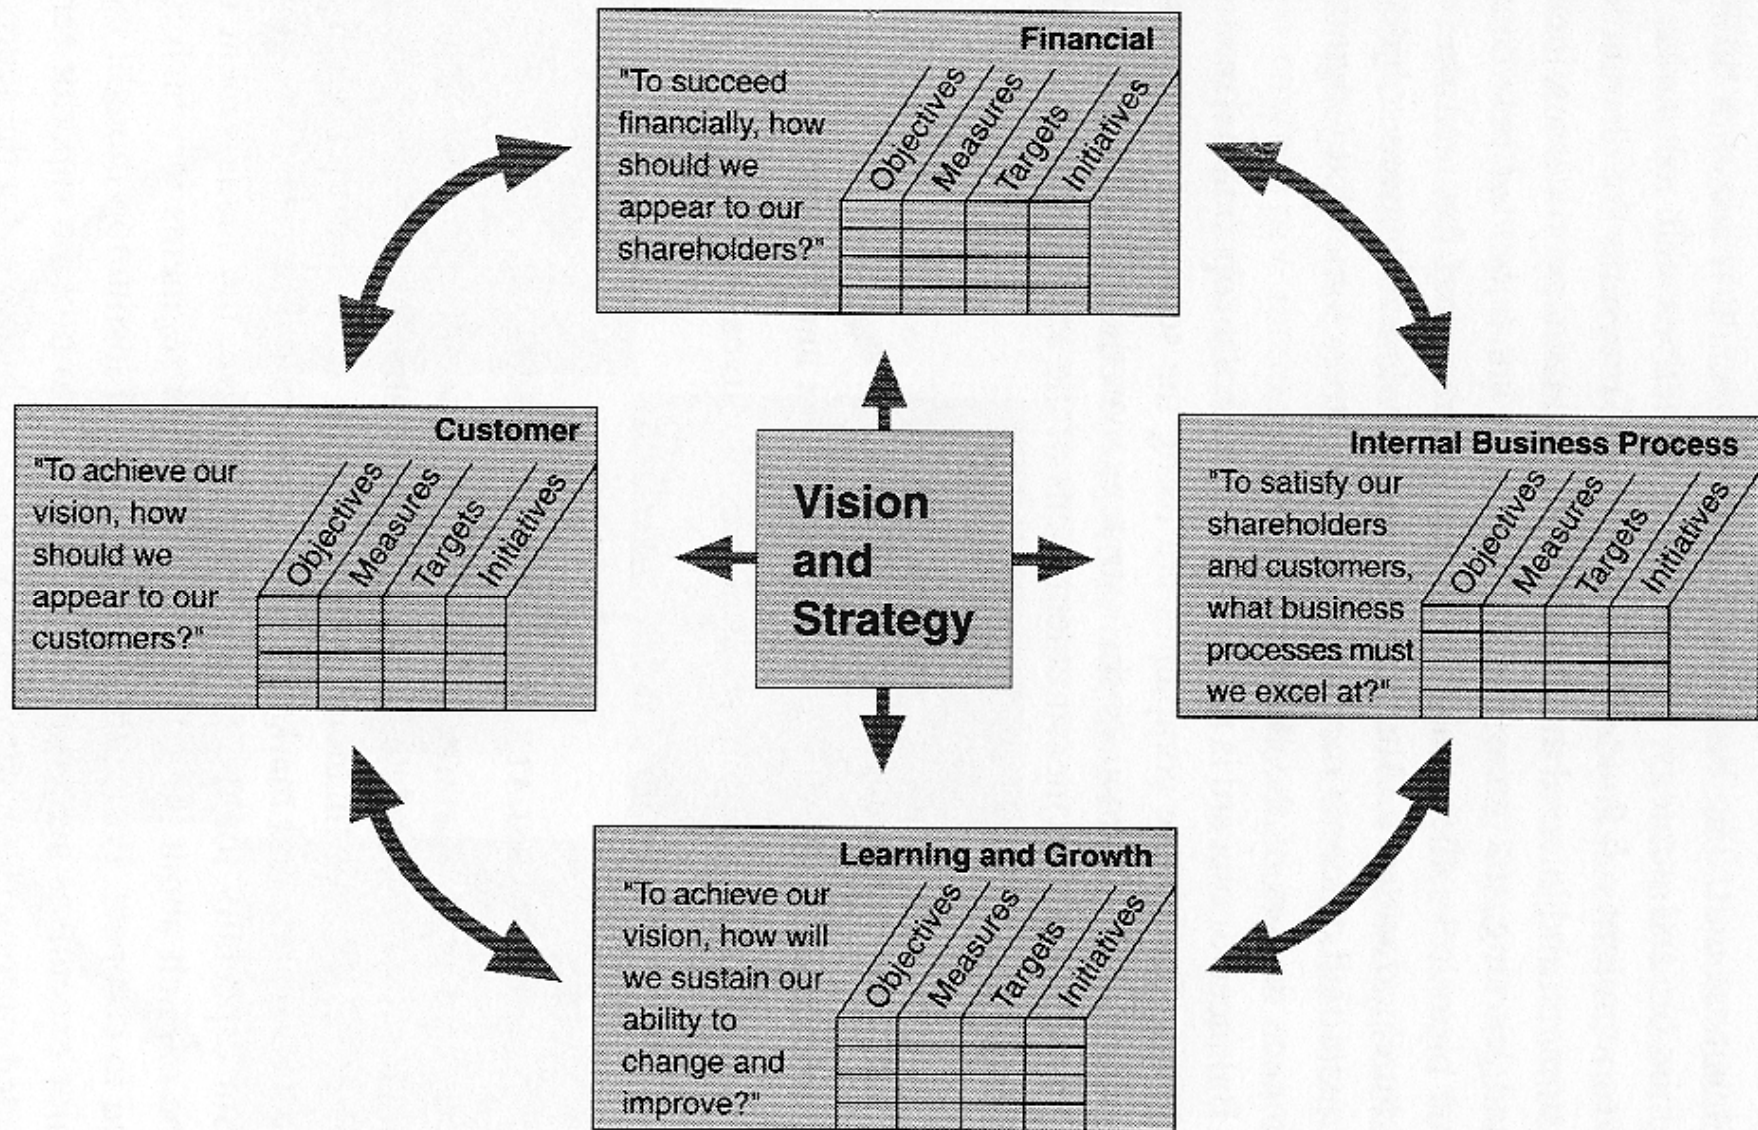 Financial
"To succeed
financially, how
should we
appear to our
shareholders?"
Objectives
Measures
Targets
Initiatives
Customer
"To achieve our
vision, how
should we
appear to our
customers?"
Objectives
Measures
Targets
Initiatives
Vision
and
Strategy
Internal Business Process
"To satisfy our
shareholders
and customers,
what business
processes must
we excel at?"
Objectives
Measures
Targets
Initiatives
Learning and Growth
"To achieve our
vision, how will
we sustain our
ability to
change and
improve?"
Objectives
Measures
Targets
Initiatives